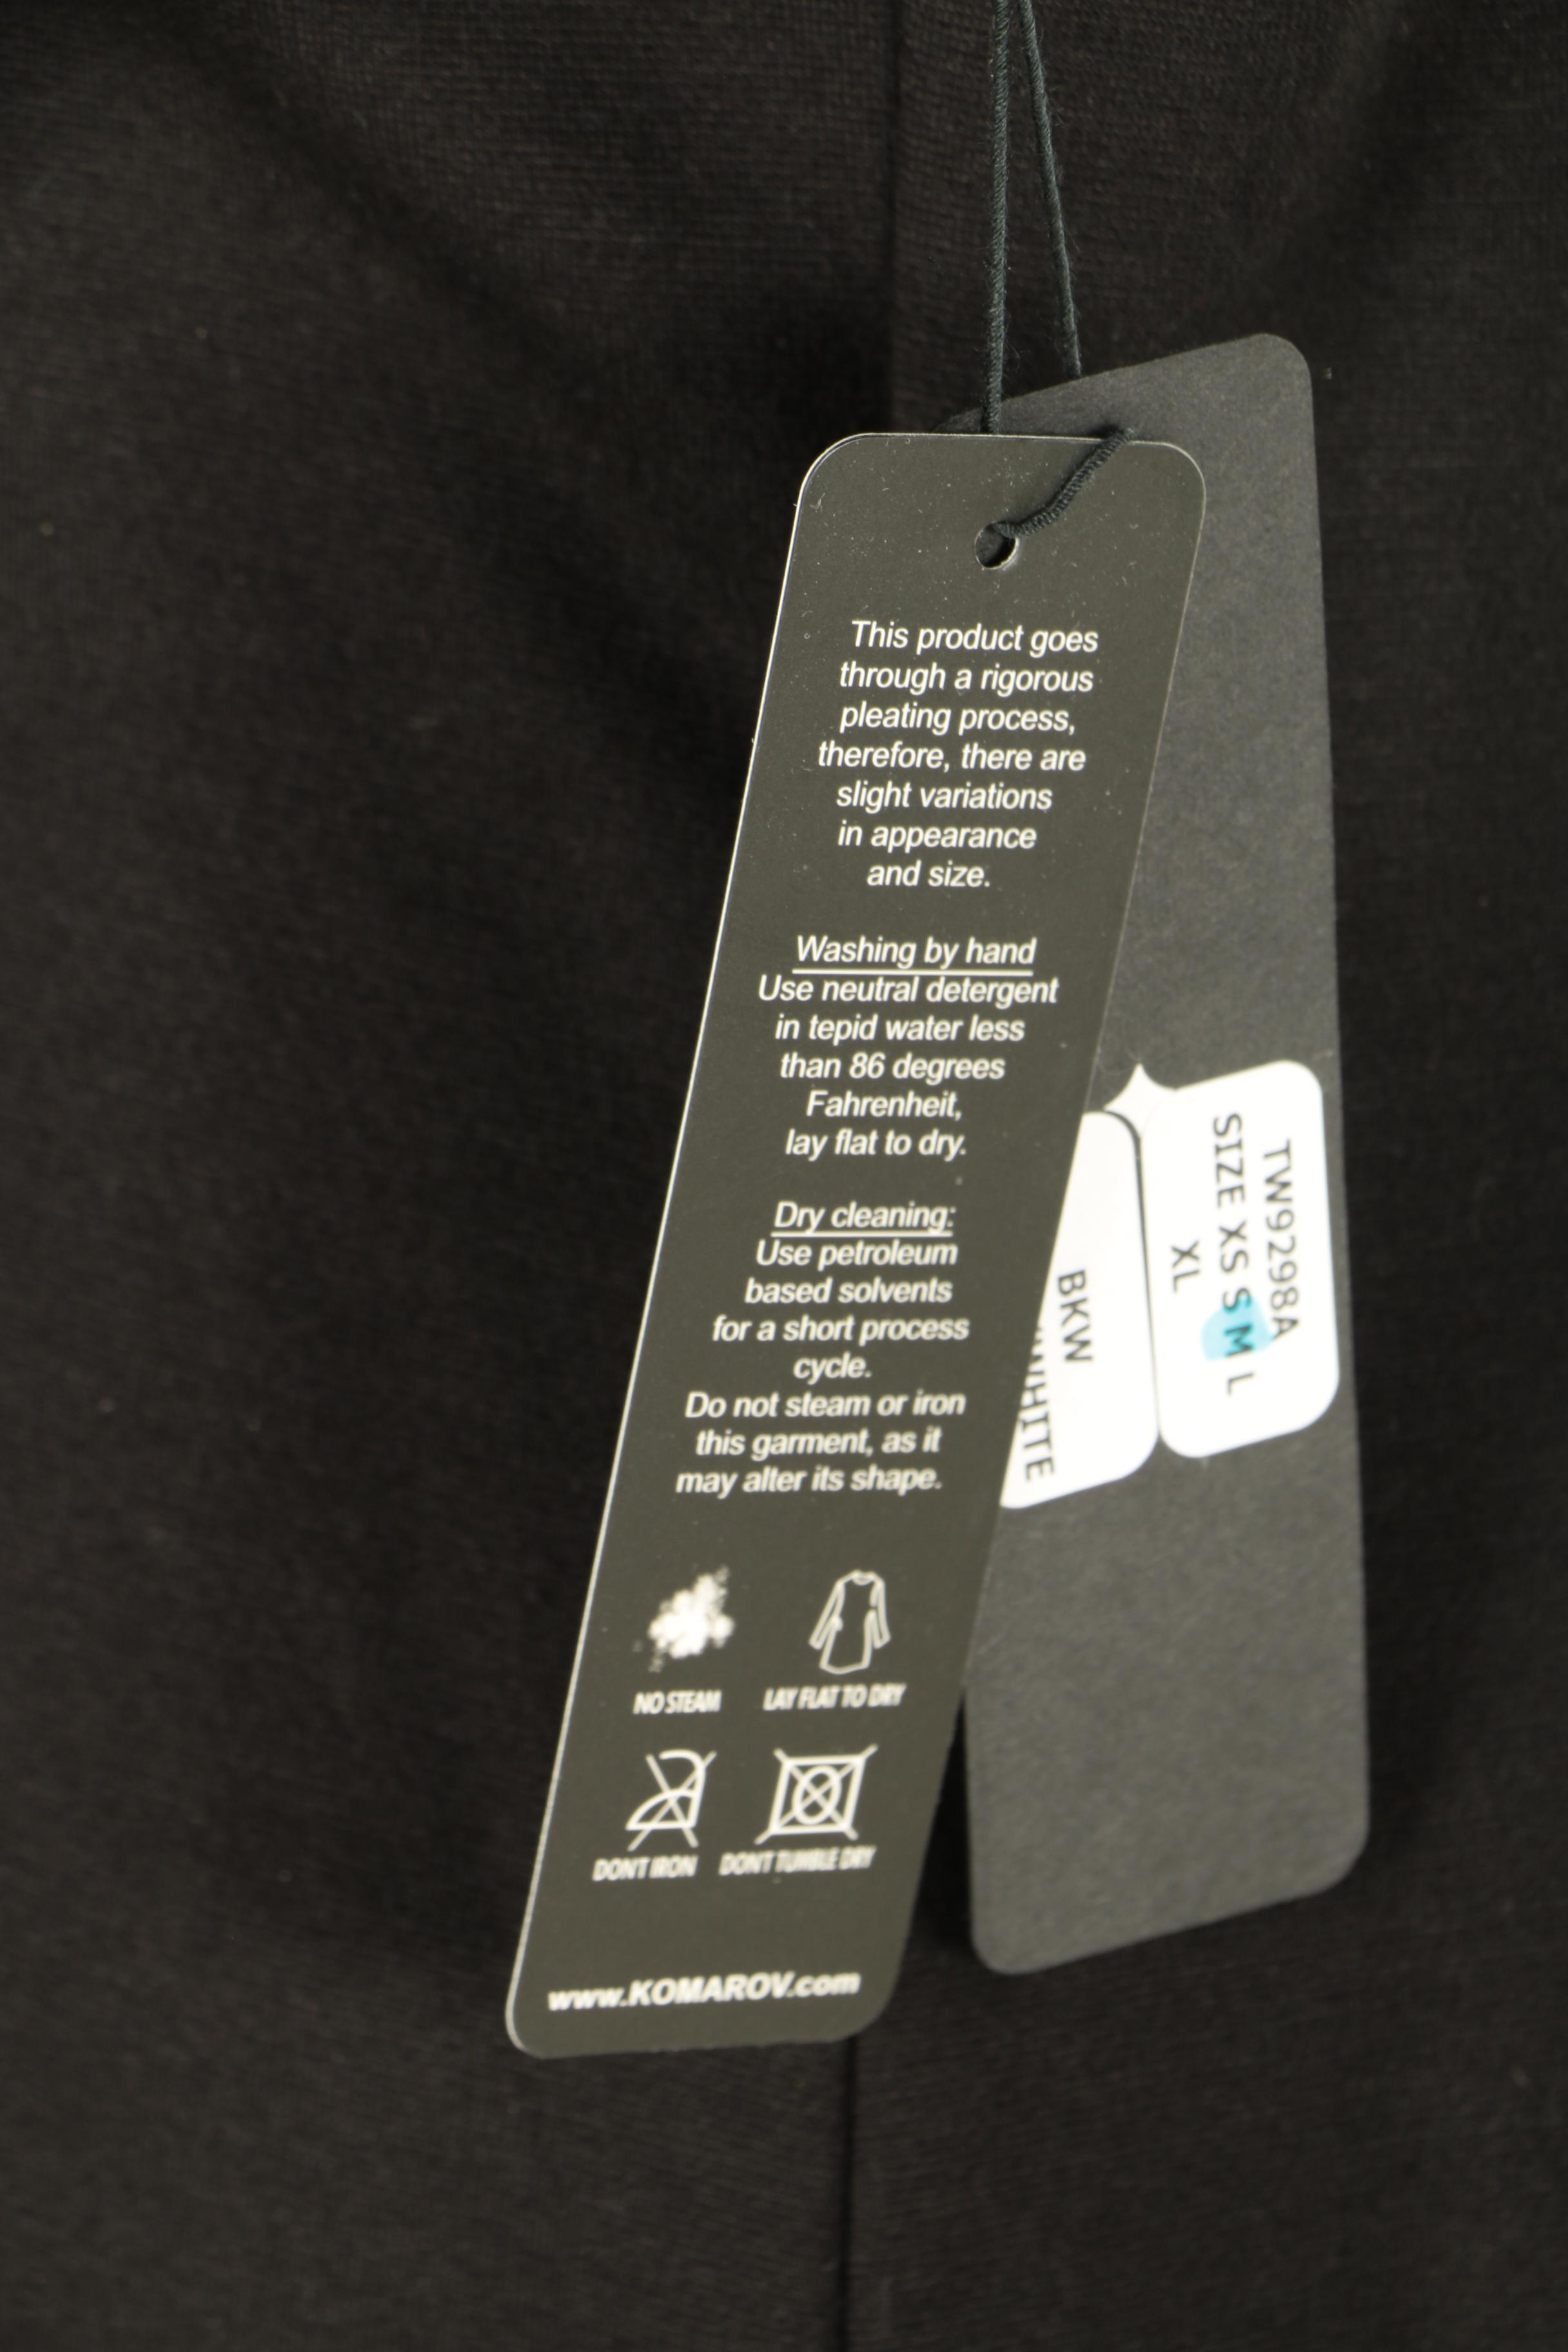 This product goes
through a rigorous
pleating process,
therefore, there are
slight variations
in appearance
and size.
Washing by hand
Use neutral detergent
in tepid water less
than 86 degrees
Fahrenheit,
lay flat to dry.
Dry cleaning:
Use petroleum
based solvents
for a short process
cycle.
Do not steam or iron
this garment, as it
may alter its shape.
NO STEAM
LAY FLAT TO DRY
DON'T IRON
DON'T TUMBLE DRY
www.KOMAROV.com
TW9298A
SIZE XS S M L
XL
BKW
WHITE